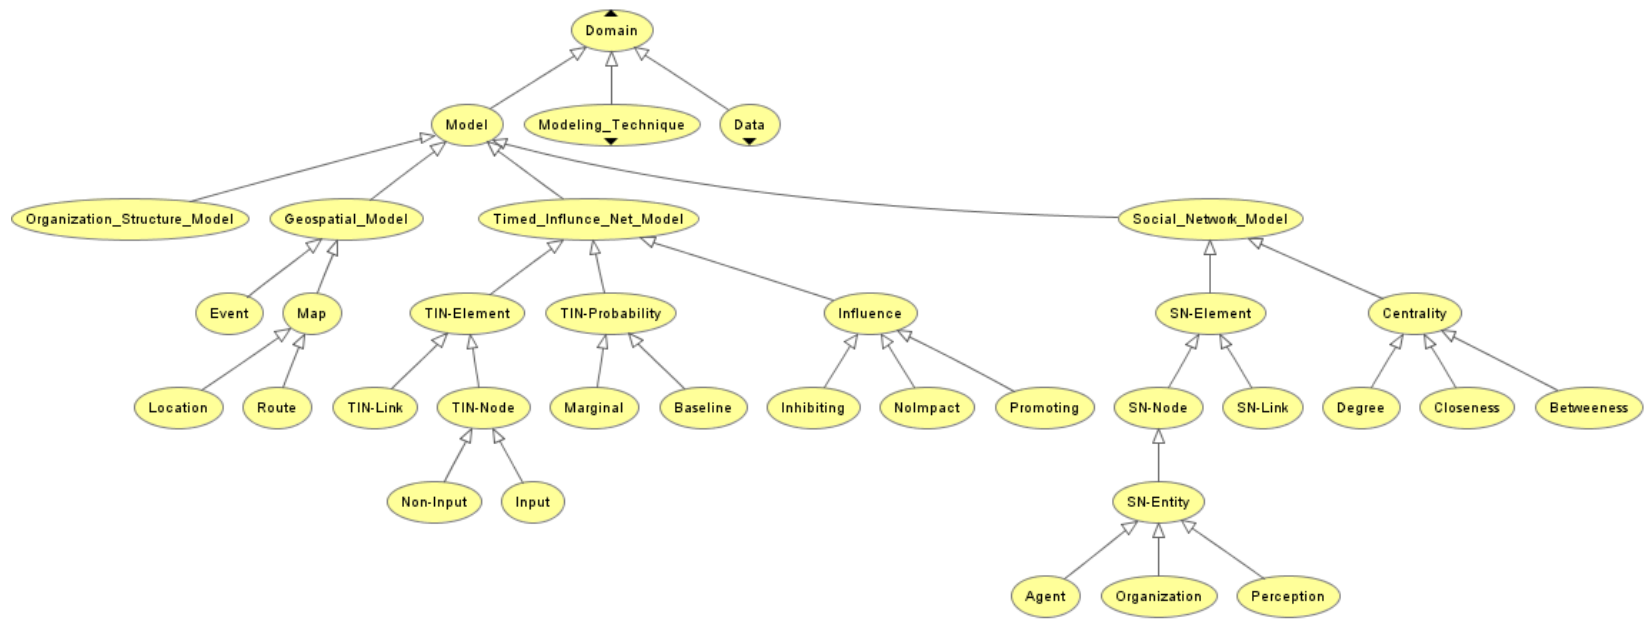 Domain
Model
Modeling_Technique
Data
Organization_Structure_Model
Geospatial_Model
Timed_Influnce_Net_Model
Social_Network_Model
Event
Map
TIN-Element
TIN-Probability
Influence
SN-Element
Centrality
Location
Route
TIN-Link
TIN-Node
Marginal
Baseline
Inhibiting
NoImpact
Promoting
SN-Node
SN-Link
Degree
Closeness
Betweeness
Non-Input
Input
SN-Entity
Agent
Organization
Perception